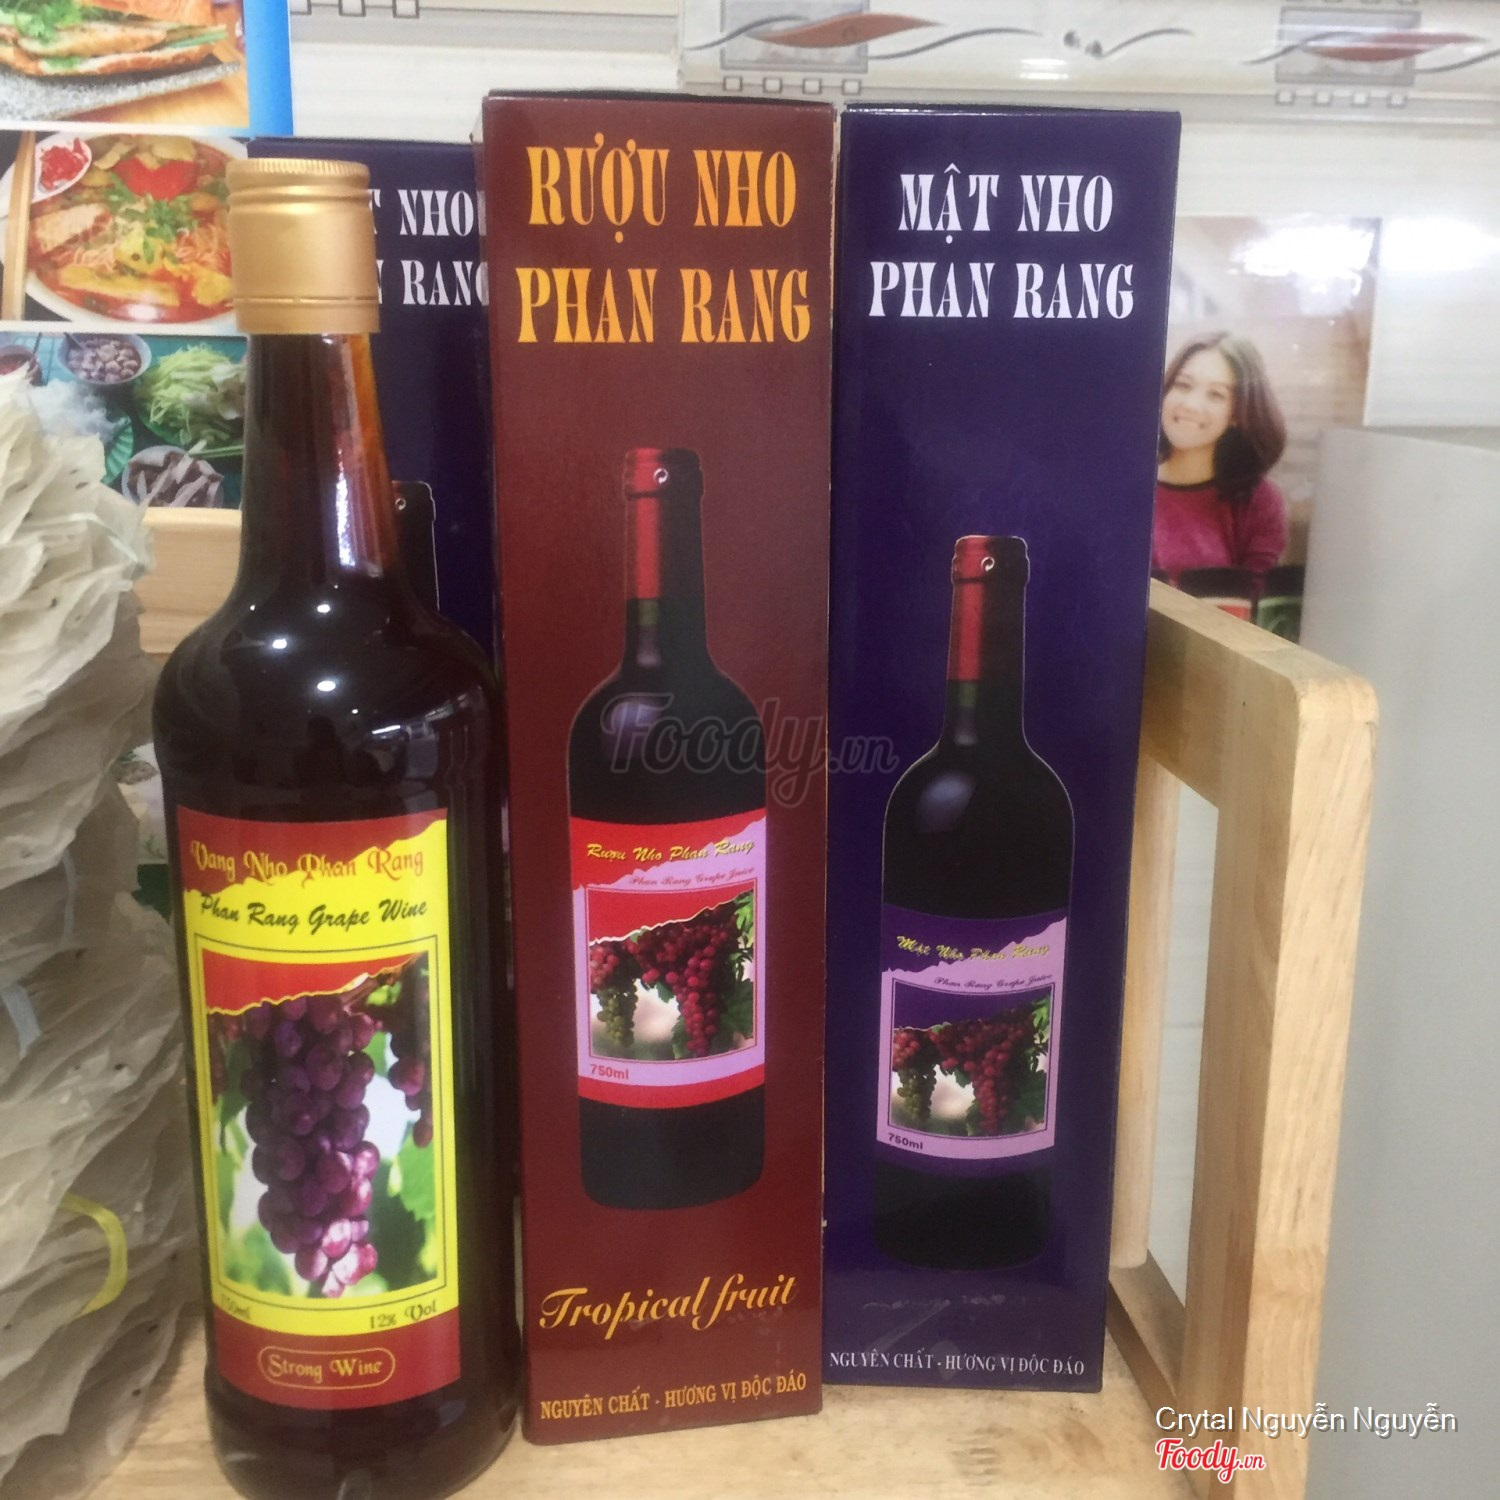 NHO
RANG
Vang Nho Phan Rang
Phan Rang Grape Wine
12% Vol
Strong Wine
RƯỢU NHO
PHAN RANG
Rượu Nho Phan Rang
Phan Rang Grape Juice
750ml
Tropical fruit
NGUYÊN CHẤT - HƯƠNG VỊ ĐỘC ĐÁO
MẬT NHO
PHAN RANG
Mật Nho Phan Rang
Phan Rang Grape Juice
750ml
NGUYÊN CHẤT - HƯƠNG VỊ ĐỘC ĐÁO
Foody.vn
Crytal Nguyễn Nguyễn
Foody.vn